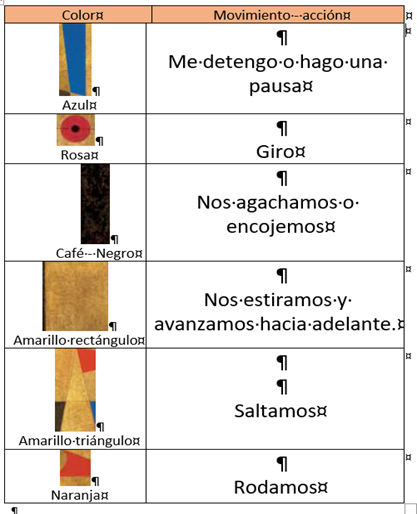 Color¤ Movimiento·-·acción¤ ¤
¶
Azul¤
¶
Me·detengo·o·hago·una·
pausa¤
¤
¶
Rosa¤
¶
Giro¤
¤
¶
Café·-·Negro¤
¶
Nos·agachamos·o·
encojemos¤
¤
¶
Amarillo·rectángulo¤
¶
Nos·estiramos·y·
avanzamos·hacia·adelante.¤
¤
¶
Amarillo·triángulo¤
¶
¶
Saltamos¤
¤
¶
Naranja¤
¶
Rodamos¤
¤
¶